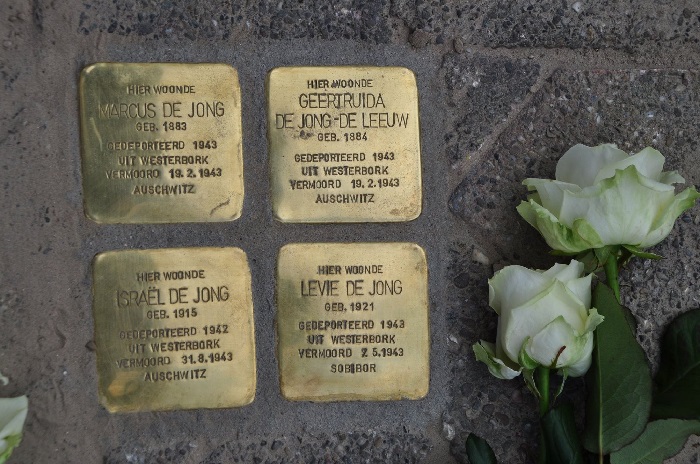 HIER WOONDE
MARCUS DE JONG
GEB. 1883
GEDEPORTEERD 1943
UIT WESTERBORK
VERMOORD 19.2.1943
AUSCHWITZ
HIER WOONDE
GEERTRUIDA
DE JONG-DE LEEUW
GEB. 1884
GEDEPORTEERD 1943
UIT WESTERBORK
VERMOORD 19.2.1943
AUSCHWITZ
HIER WOONDE
ISRAËL DE JONG
GEB. 1915
GEDEPORTEERD 1942
UIT WESTERBORK
VERMOORD 31.8.1943
AUSCHWITZ
HIER WOONDE
LEVIE DE JONG
GEB. 1921
GEDEPORTEERD 1943
UIT WESTERBORK
VERMOORD 7.5.1943
SOBIBOR